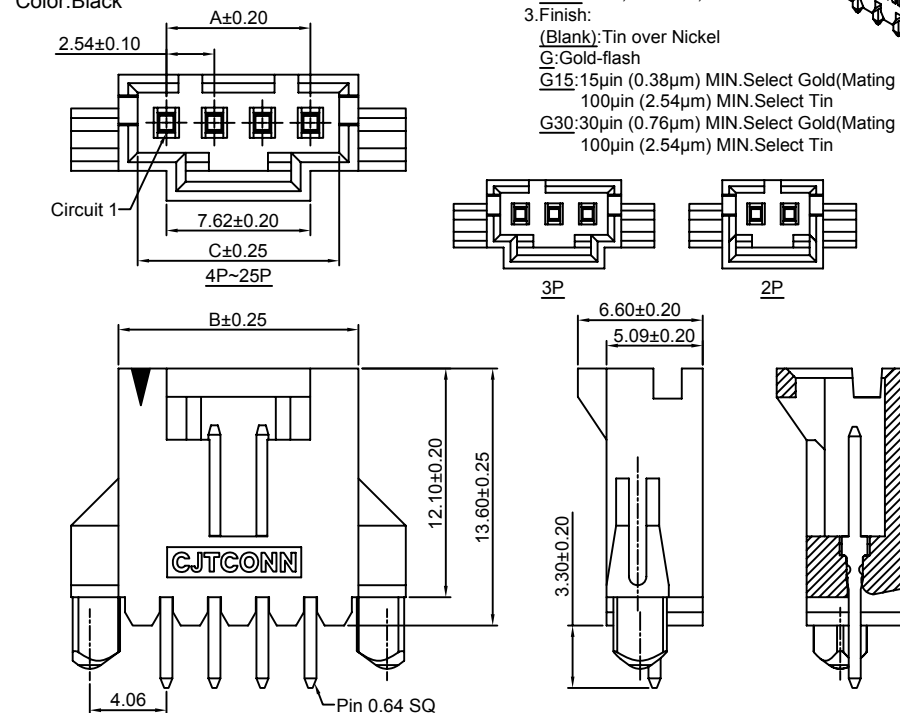 Color:Black
A±0.20
2.54±0.10
Circuit 1
7.62±0.20
C±0.25
4P~25P
3.Finish:
(Blank):Tin over Nickel
G:Gold-flash
G15:15μin (0.38μm) MIN.Select Gold(Mating
100μin (2.54μm) MIN.Select Tin
G30:30μin (0.76μm) MIN.Select Gold(Mating
100μin (2.54μm) MIN.Select Tin
3P
2P
B±0.25
12.10±0.20
13.60±0.25
CJTCONN
4.06
Pin 0.64 SQ
6.60±0.20
5.09±0.20
3.30±0.20